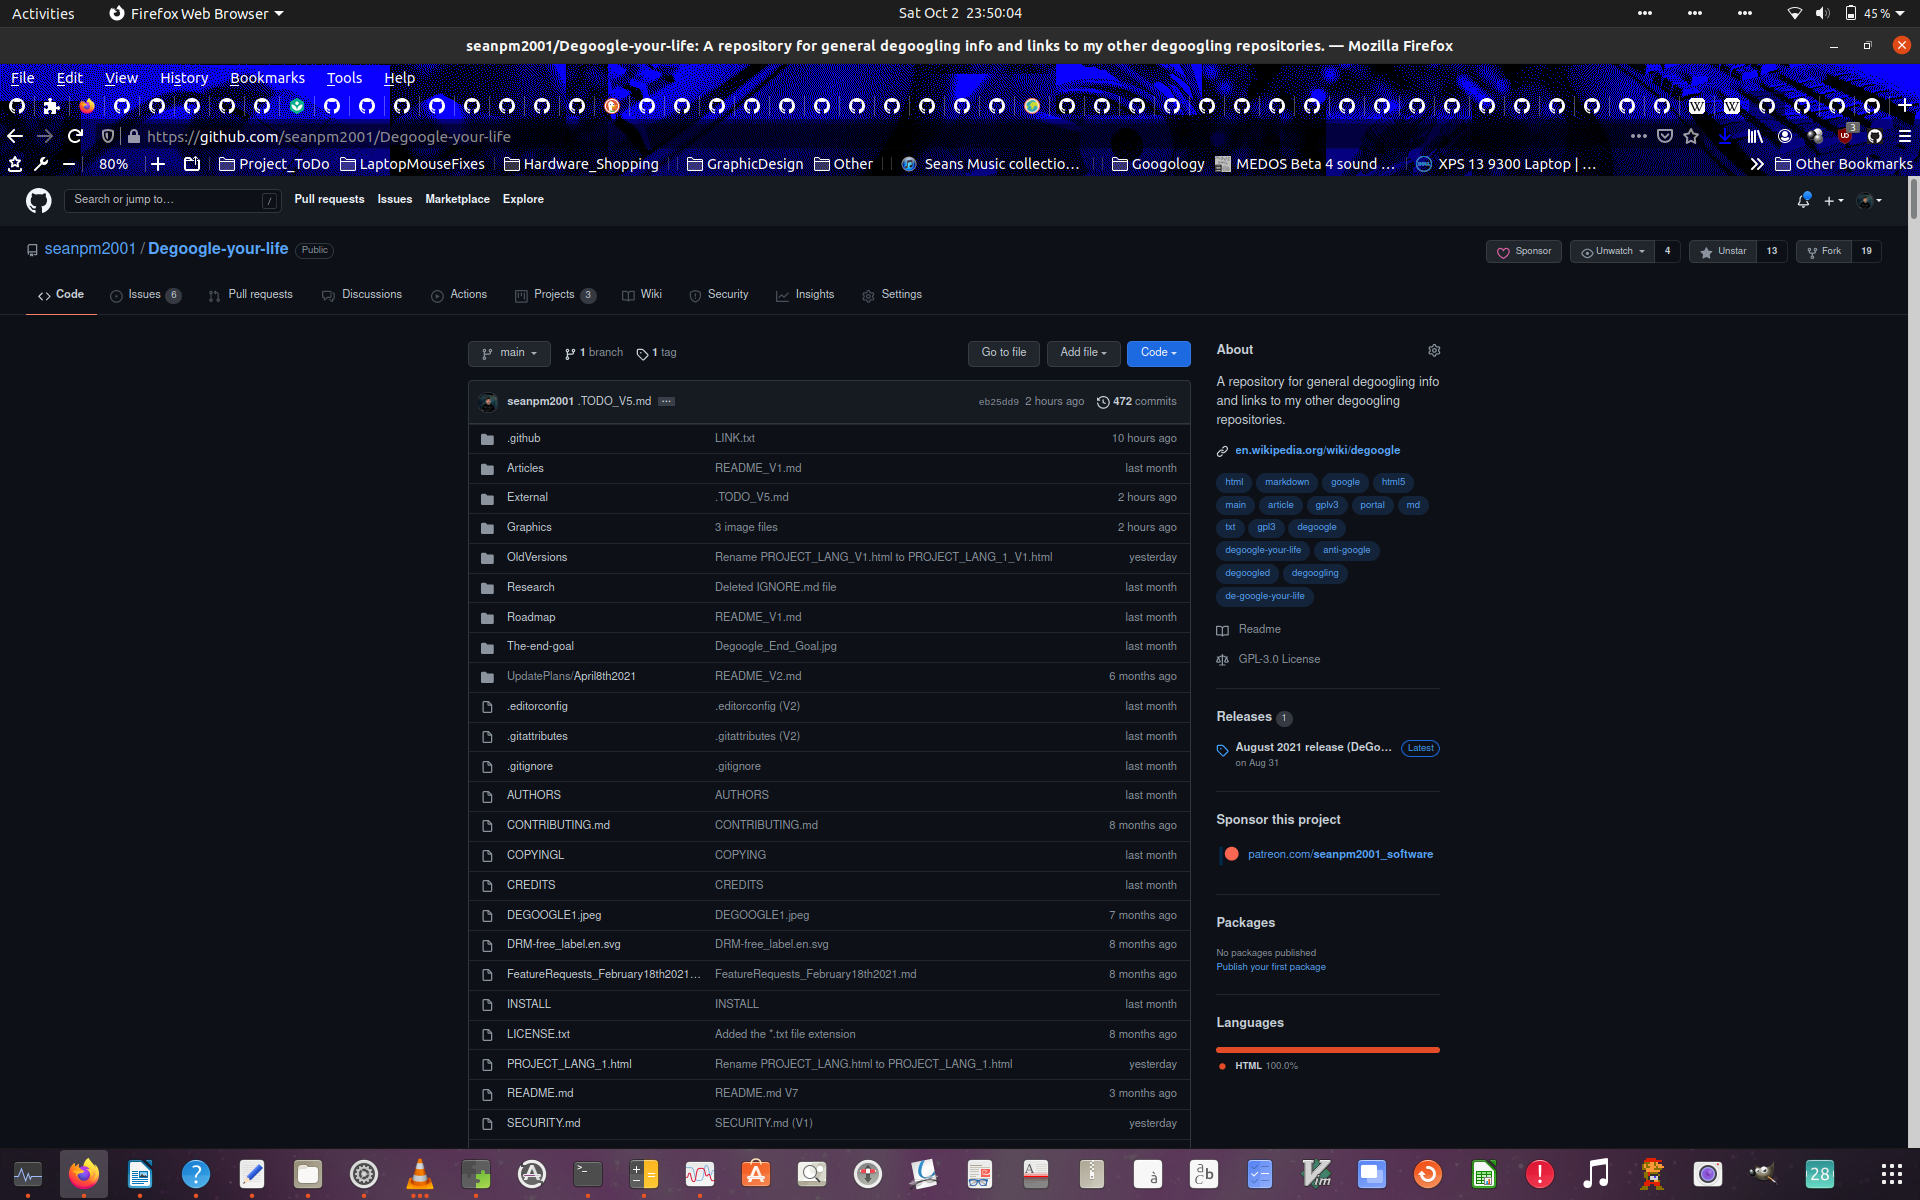 Activities Firefox Web Browser Sat Oct 2 23:50:04 45 %
seanpm2001/Degoogle-your-life: A repository for general degoogling info and links to my other degoogling repositories. — Mozilla Firefox
File Edit View History Bookmarks Tools Help
https://github.com/seanpm2001/Degoogle-your-life 3
80% Project_ToDo LaptopMouseFixes Hardware_Shopping GraphicDesign Other Seans Music collectio… Googology MEDOS Beta 4 sound … XPS 13 9300 Laptop | … Other Bookmarks
Search or jump to… / Pull requests Issues Marketplace Explore
seanpm2001 / Degoogle-your-life Public Sponsor Unwatch 4 Unstar 13 Fork 19
Code Issues 6 Pull requests Discussions Actions Projects 3 Wiki Security Insights Settings
main 1 branch 1 tag Go to file Add file Code
seanpm2001 .TODO_V5.md … eb25dd9 2 hours ago 472 commits
.github LINK.txt 10 hours ago
Articles README_V1.md last month
External .TODO_V5.md 2 hours ago
Graphics 3 image files 2 hours ago
OldVersions Rename PROJECT_LANG_V1.html to PROJECT_LANG_1_V1.html yesterday
Research Deleted IGNORE.md file last month
Roadmap README_V1.md last month
The-end-goal Degoogle_End_Goal.jpg last month
UpdatePlans/April8th2021 README_V2.md 6 months ago
.editorconfig .editorconfig (V2) last month
.gitattributes .gitattributes (V2) last month
.gitignore .gitignore last month
AUTHORS AUTHORS last month
CONTRIBUTING.md CONTRIBUTING.md 8 months ago
COPYINGL COPYING last month
CREDITS CREDITS last month
DEGOOGLE1.jpeg DEGOOGLE1.jpeg 7 months ago
DRM-free_label.en.svg DRM-free_label.en.svg 8 months ago
FeatureRequests_February18th2021… FeatureRequests_February18th2021.md 8 months ago
INSTALL INSTALL last month
LICENSE.txt Added the *.txt file extension 8 months ago
PROJECT_LANG_1.html Rename PROJECT_LANG.html to PROJECT_LANG_1.html yesterday
README.md README.md V7 3 months ago
SECURITY.md SECURITY.md (V1) yesterday
About
A repository for general degoogling info
and links to my other degoogling
repositories.
en.wikipedia.org/wiki/degoogle
html markdown google html5
main article gplv3 portal md
txt gpl3 degoogle
degoogle-your-life anti-google
degoogled degoogling
de-google-your-life
Readme
GPL-3.0 License
Releases 1
August 2021 release (DeGo… Latest
on Aug 31
Sponsor this project
patreon.com/seanpm2001_software
Packages
No packages published
Publish your first package
Languages
HTML 100.0%
28